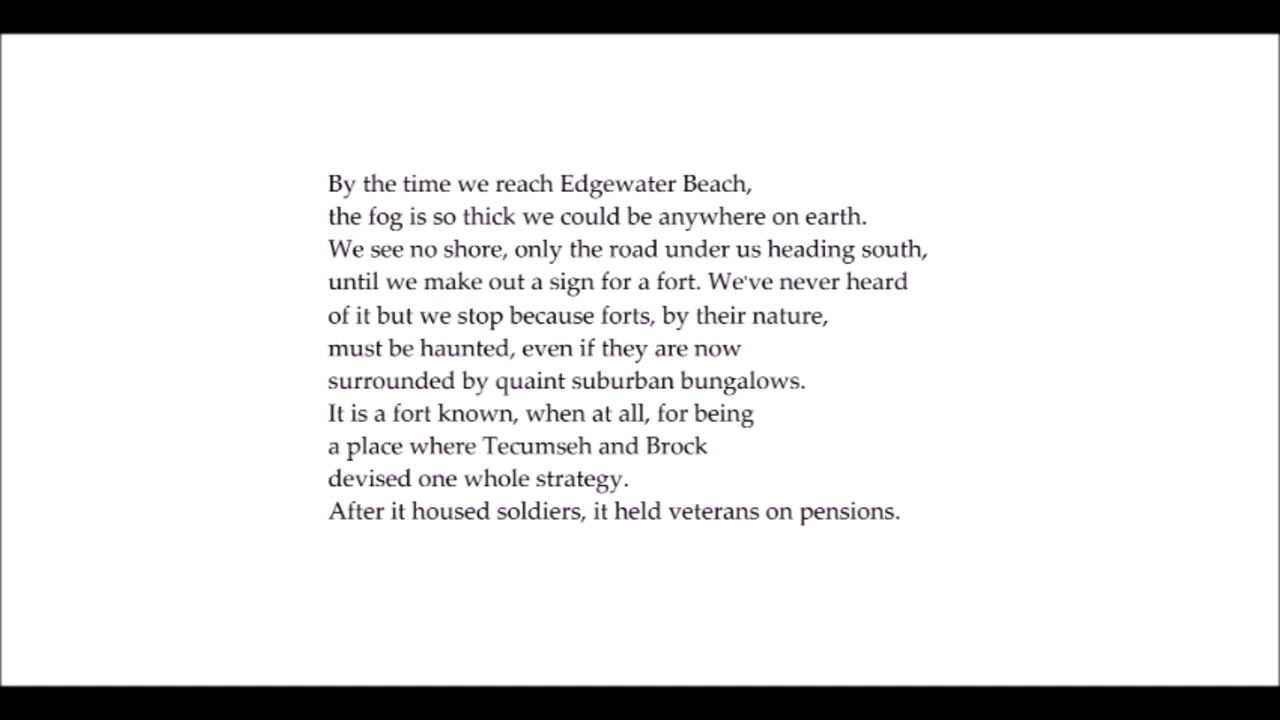 By the time we reach Edgewater Beach,
the fog is so thick we could be anywhere on earth.
We see no shore, only the road under us heading south,
until we make out a sign for a fort. We've never heard
of it but we stop because forts, by their nature,
must be haunted, even if they are now
surrounded by quaint suburban bungalows.
It is a fort known, when at all, for being
a place where Tecumseh and Brock
devised one whole strategy.
After it housed soldiers, it held veterans on pensions.